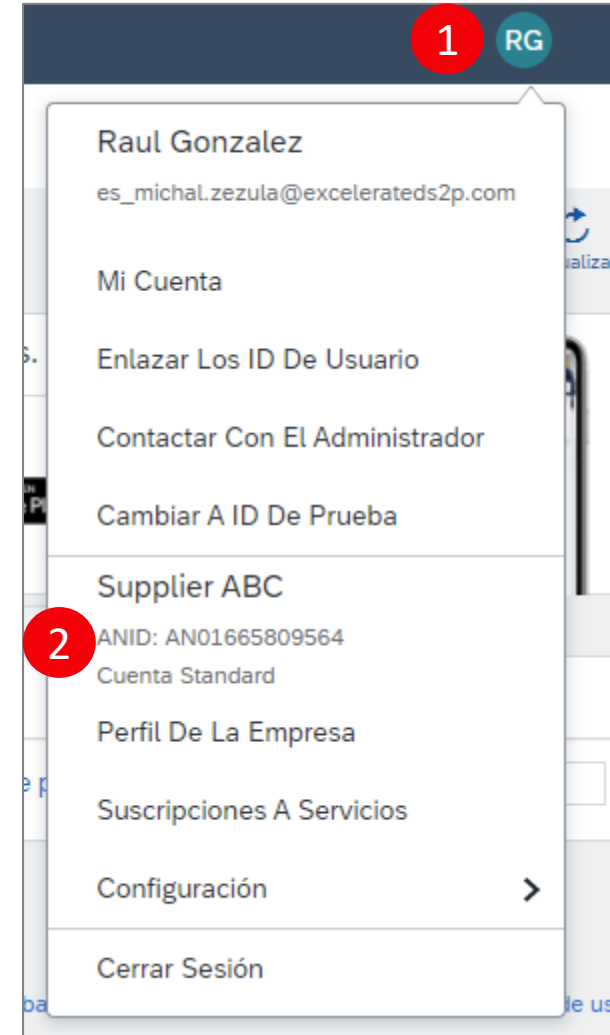 1 RG
Raul Gonzalez
es_michal.zezula@excelerateds2p.com
Mi Cuenta
Enlazar Los ID De Usuario
Contactar Con El Administrador
Cambiar A ID De Prueba
Supplier ABC
2 ANID: AN01665809564
Cuenta Standard
Perfil De La Empresa
Suscripciones A Servicios
Configuración
Cerrar Sesión